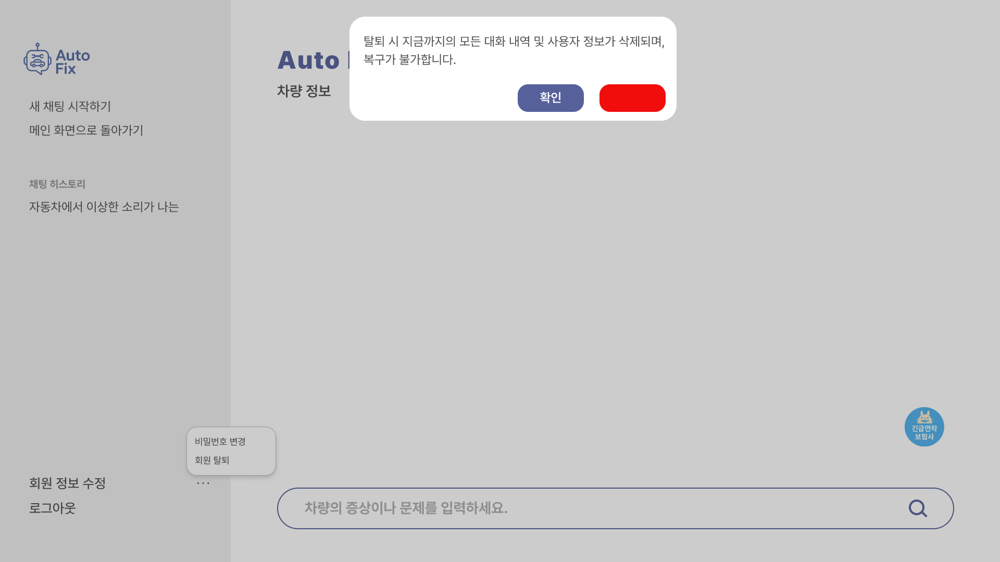 Auto
Fix
새 채팅 시작하기
메인 화면으로 돌아가기
채팅 히스토리
자동차에서 이상한 소리가 나는
Auto
차량 정보
탈퇴 시 지금까지의 모든 대화 내역 및 사용자 정보가 삭제되며,
복구가 불가합니다.
확인
긴급연락
보험사
비밀번호 변경
회원 탈퇴
회원 정보 수정
...
로그아웃
차량의 증상이나 문제를 입력하세요.